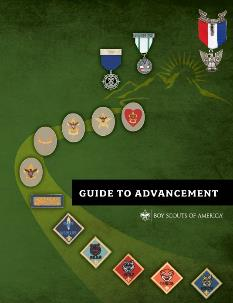 GUIDE TO ADVANCEMENT
BOY SCOUTS OF AMERICA